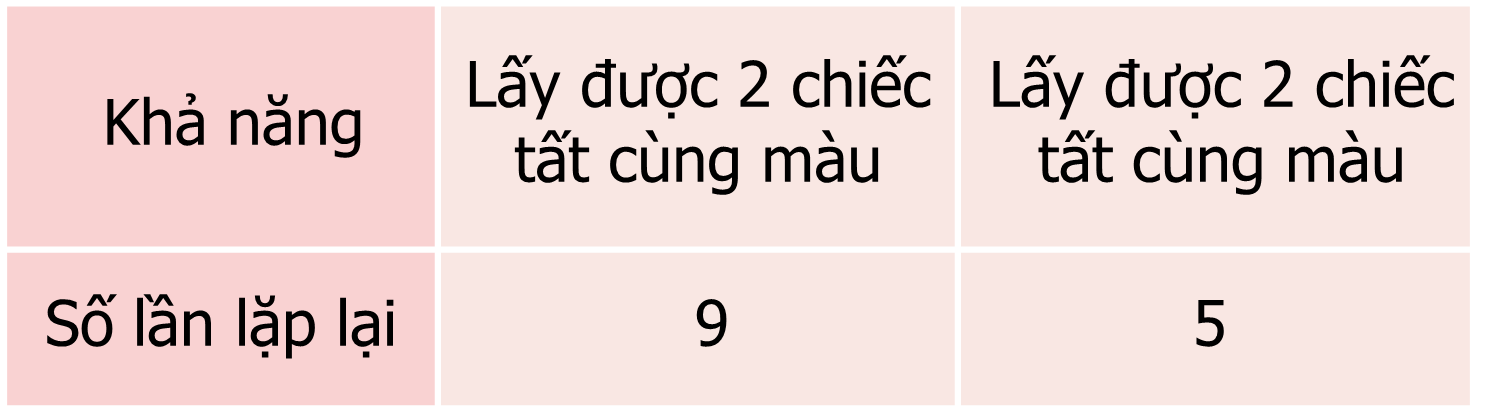 Khả năng
Lấy được 2 chiếc
tất cùng màu
Lấy được 2 chiếc
tất cùng màu
Số lần lặp lại
9
5